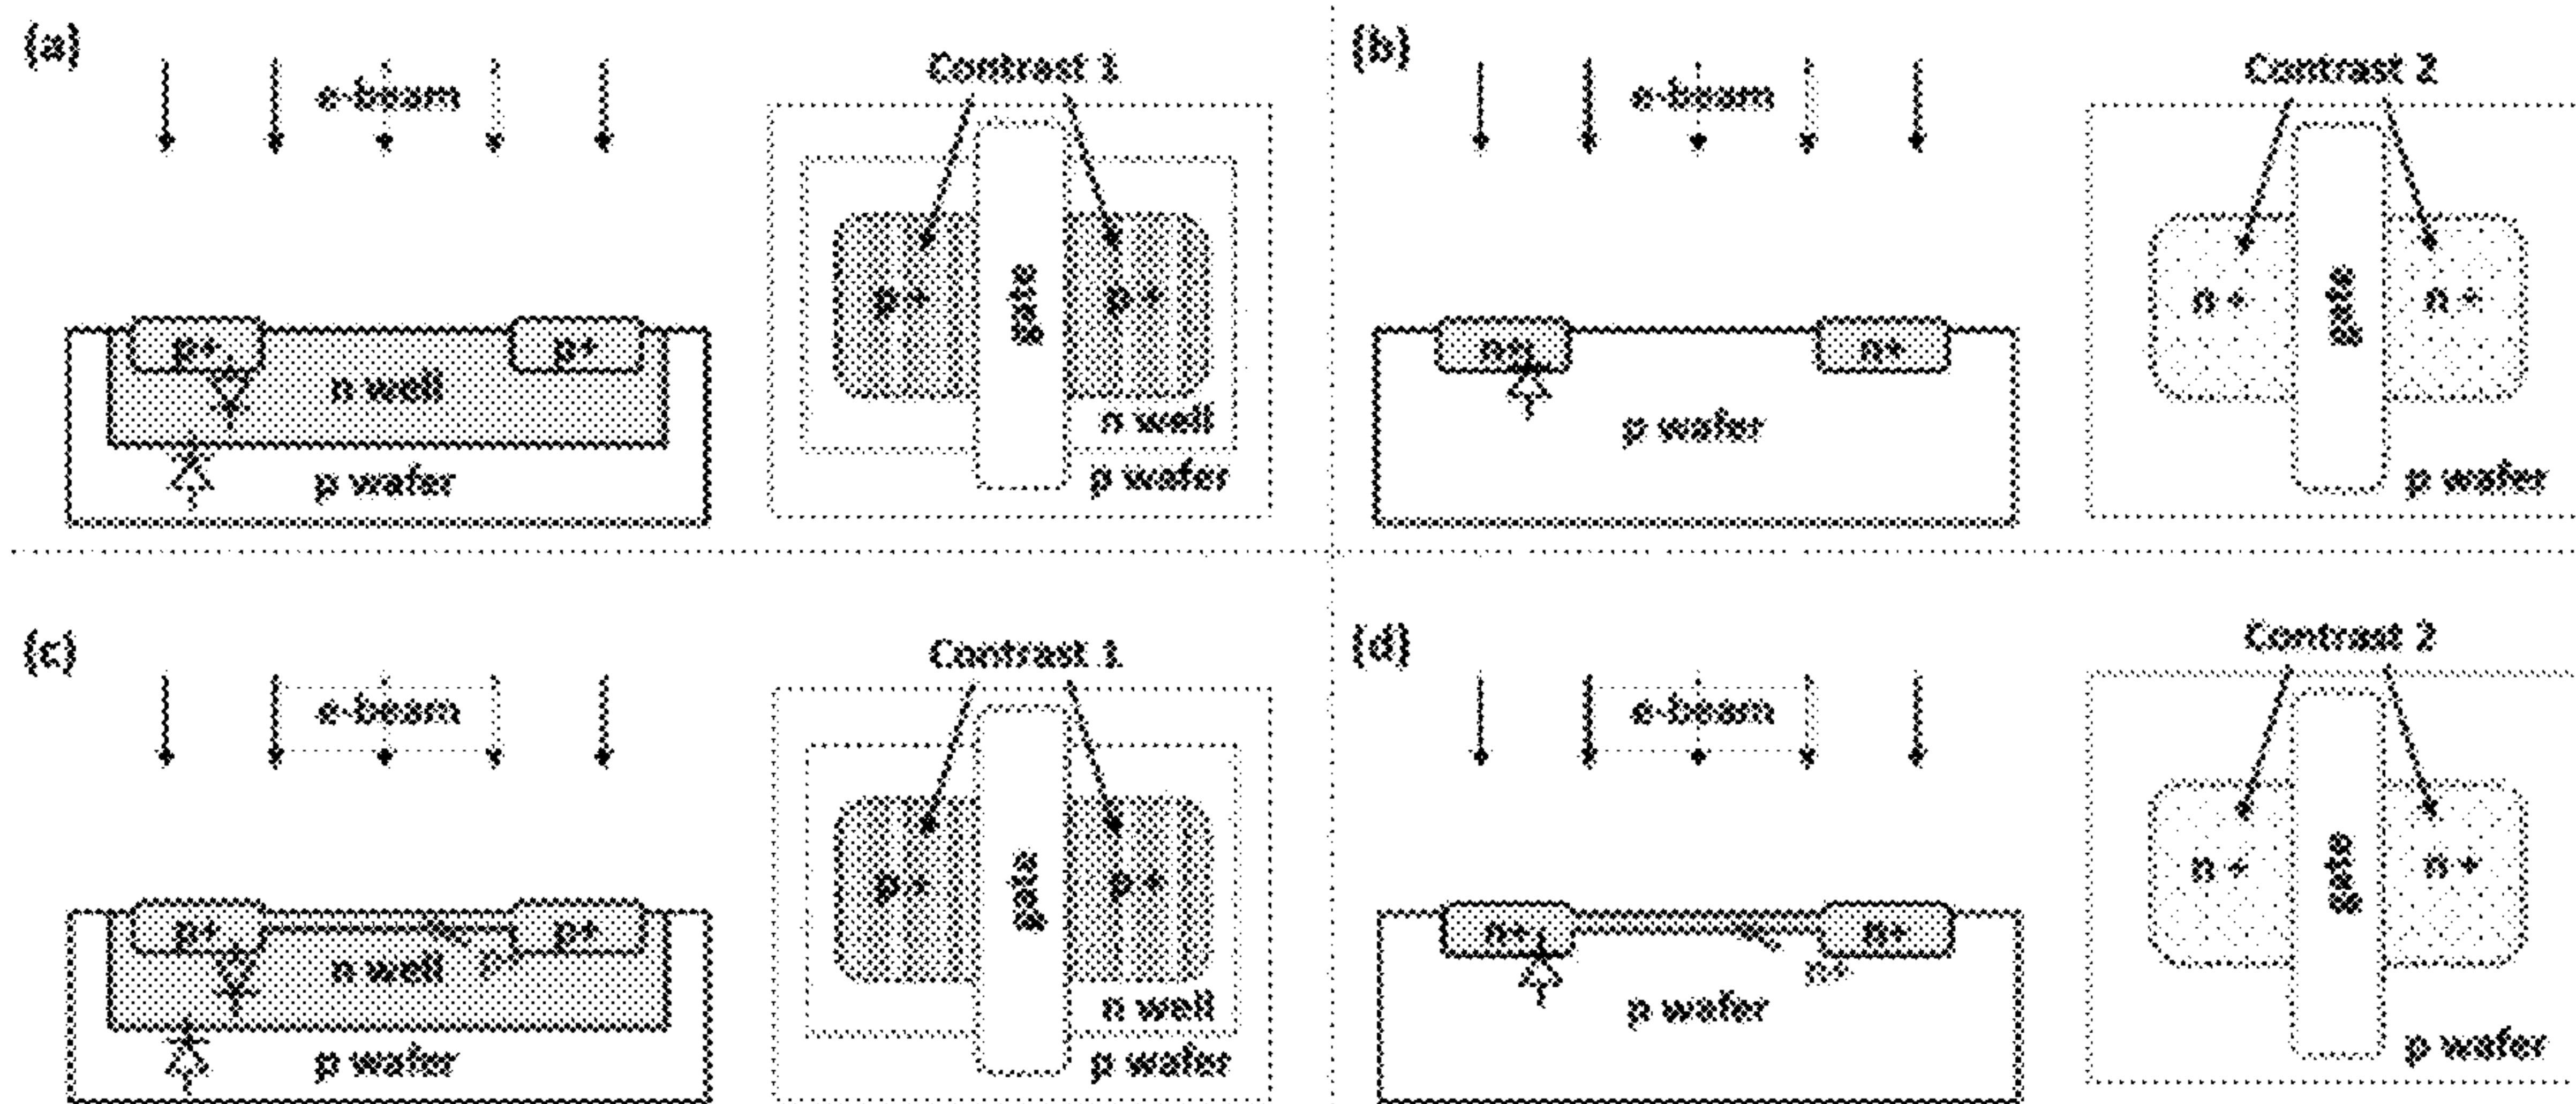 (a)
e-beam
p+
p+
n well
p wafer
Contrast 1
p +
gate
p +
n well
p wafer
(b)
e-beam
n+
n+
p wafer
Contrast 2
n +
gate
n +
p wafer
(c)
e-beam
p+
p+
n well
p wafer
Contrast 1
p +
gate
p +
n well
p wafer
(d)
e-beam
n+
n+
n+
p wafer
Contrast 2
n +
gate
n +
p wafer